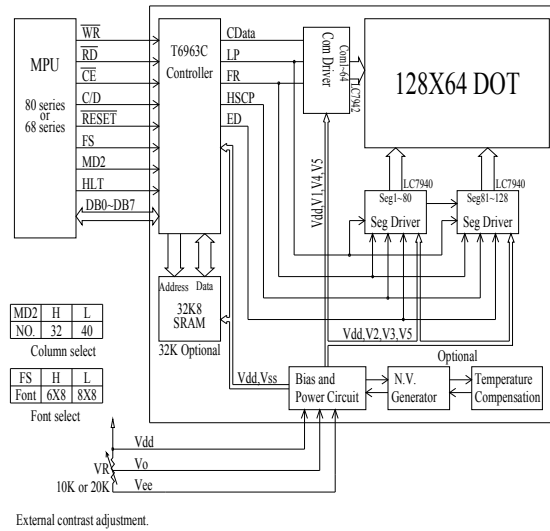 WR
RD
CE
C/D
RESET
FS
MD2
HLT
DB0~DB7
MPU
80 series
or
68 series
T6963C
Controller
CData
LP
FR
HSCP
ED
Com Driver
Com1~64
LC7942
128X64 DOT
Vdd,V1,V4,V5
LC7940
Seg1~80
Seg Driver
LC7940
Seg81~128
Seg Driver
Address
Data
32K8
SRAM
32K Optional
Vdd,V2,V3,V5
Vdd,Vss
Optional
Bias and
Power Circuit
N.V.
Generator
Temperature
Compensation
MD2 H L
NO. 32 40
Column select
FS H L
Font 6X8 8X8
Font select
Vdd
Vo
Vee
VR
10K or 20K
External contrast adjustment.